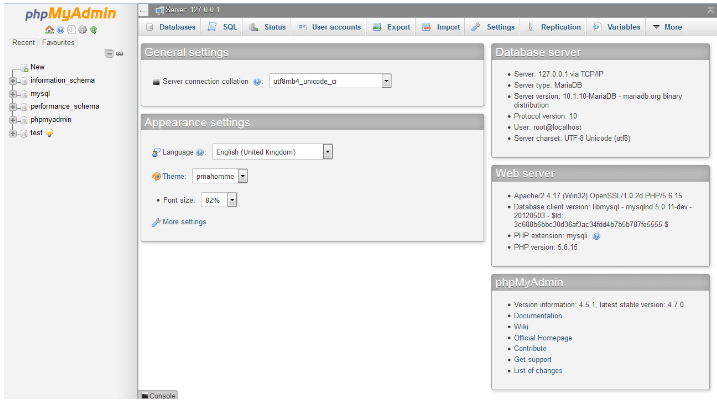 phpMyAdmin
Recent Favourites
New
information_schema
mysql
performance_schema
phpmyadmin
test
Server: 127.0.0.1
Databases SQL Status User accounts Export Import Settings Replication Variables More
General settings
Server connection collation : utf8mb4_unicode_ci
Appearance settings
Language : English (United Kingdom)
Theme: pmahomme
Font size: 82%
More settings
Database server
Server: 127.0.0.1 via TCP/IP
Server type: MariaDB
Server version: 10.1.10-MariaDB - mariadb.org binary
distribution
Protocol version: 10
User: root@localhost
Server charset: UTF-8 Unicode (utf8)
Web server
Apache/2.4.17 (Win32) OpenSSL/1.0.2d PHP/5.6.15
Database client version: libmysql - mysqlnd 5.0.11-dev -
20120503 - $Id:
3c688b6bbc30d36af3ac34fdd4b7b5b787fe5555 $
PHP extension: mysqli
PHP version: 5.6.15
phpMyAdmin
Version information: 4.5.1, latest stable version: 4.7.0
Documentation
Wiki
Official Homepage
Contribute
Get support
List of changes
Console